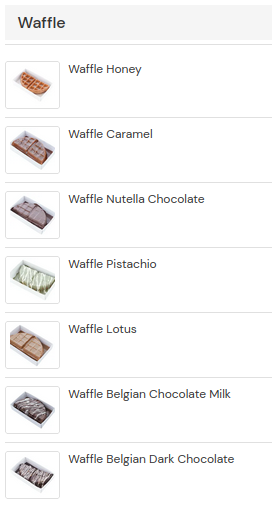 Waffle
Waffle Honey
Waffle Caramel
Waffle Nutella Chocolate
Waffle Pistachio
Waffle Lotus
Waffle Belgian Chocolate Milk
Waffle Belgian Dark Chocolate